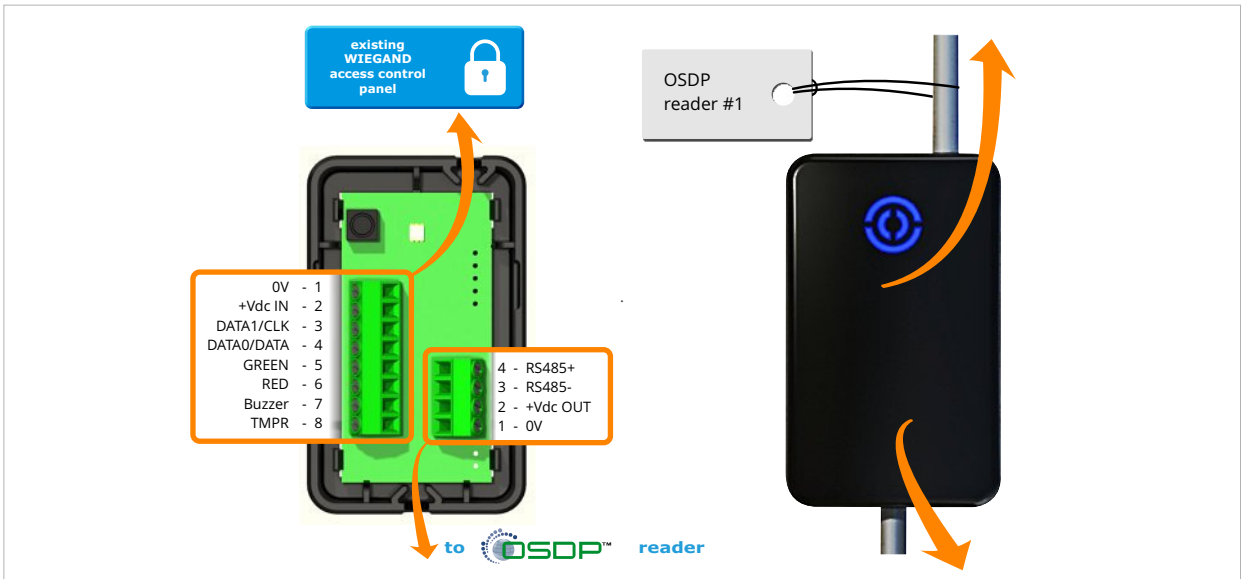 existing
WIEGAND
access control
panel
OSDP
reader #1
0V - 1
+Vdc IN - 2
DATA1/CLK - 3
DATA0/DATA - 4
GREEN - 5
RED - 6
Buzzer - 7
TMPR - 8
4 - RS485+
3 - RS485-
2 - +Vdc OUT
1 - 0V
to OSDP™ reader